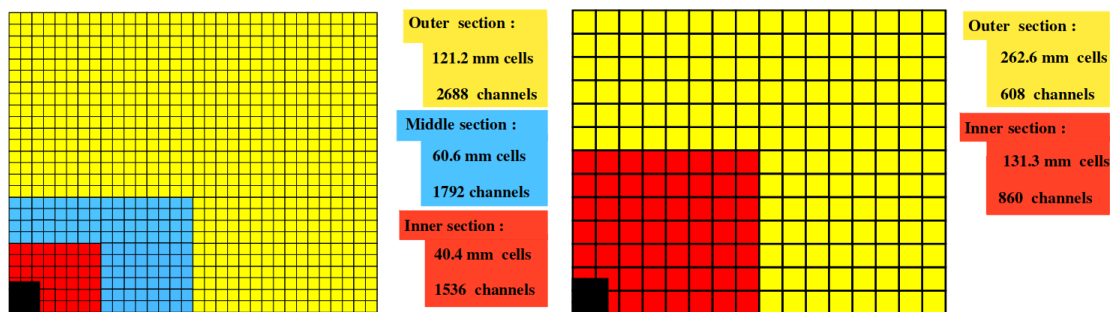 Outer section :
121.2 mm cells
2688 channels
Middle section :
60.6 mm cells
1792 channels
Inner section :
40.4 mm cells
1536 channels
Outer section :
262.6 mm cells
608 channels
Inner section :
131.3 mm cells
860 channels